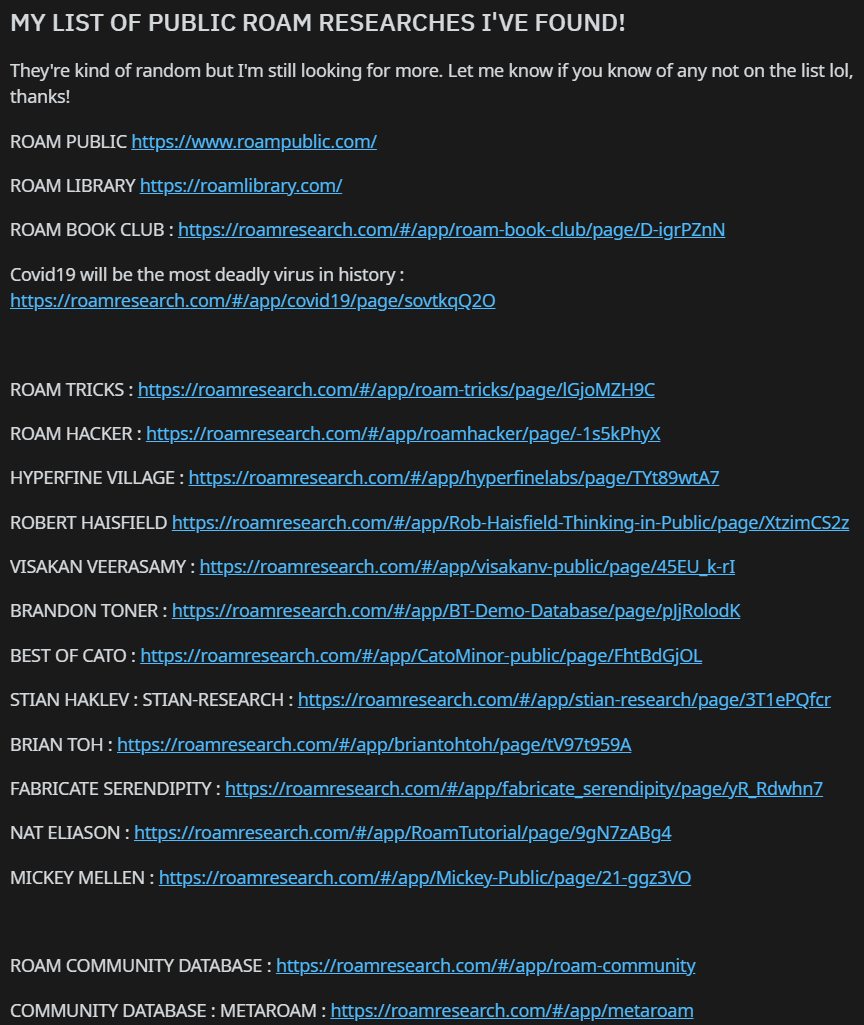 MY LIST OF PUBLIC ROAM RESEARCHES I'VE FOUND!
They're kind of random but I'm still looking for more. Let me know if you know of any not on the list lol,
thanks!
ROAM PUBLIC https://www.roampublic.com/
ROAM LIBRARY https://roamlibrary.com/
ROAM BOOK CLUB : https://roamresearch.com/#/app/roam-book-club/page/D-igrPZnN
Covid19 will be the most deadly virus in history :
https://roamresearch.com/#/app/covid19/page/sovtkqQ2O
ROAM TRICKS : https://roamresearch.com/#/app/roam-tricks/page/lGjoMZH9C
ROAM HACKER : https://roamresearch.com/#/app/roamhacker/page/-1s5kPhyX
HYPERFINE VILLAGE : https://roamresearch.com/#/app/hyperfinelabs/page/TYt89wtA7
ROBERT HAISFIELD https://roamresearch.com/#/app/Rob-Haisfield-Thinking-in-Public/page/XtzimCS2z
VISAKAN VEERASAMY : https://roamresearch.com/#/app/visakanv-public/page/45EU_k-rI
BRANDON TONER : https://roamresearch.com/#/app/BT-Demo-Database/page/pJjRolodK
BEST OF CATO : https://roamresearch.com/#/app/CatoMinor-public/page/FhtBdGjOL
STIAN HAKLEV : STIAN-RESEARCH : https://roamresearch.com/#/app/stian-research/page/3T1ePQfcr
BRIAN TOH : https://roamresearch.com/#/app/briantohtoh/page/tV97t959A
FABRICATE SERENDIPITY : https://roamresearch.com/#/app/fabricate_serendipity/page/yR_Rdwhn7
NAT ELIASON : https://roamresearch.com/#/app/RoamTutorial/page/9gN7zABg4
MICKEY MELLEN : https://roamresearch.com/#/app/Mickey-Public/page/21-ggz3VO
ROAM COMMUNITY DATABASE : https://roamresearch.com/#/app/roam-community
COMMUNITY DATABASE : METAROAM : https://roamresearch.com/#/app/metaroam